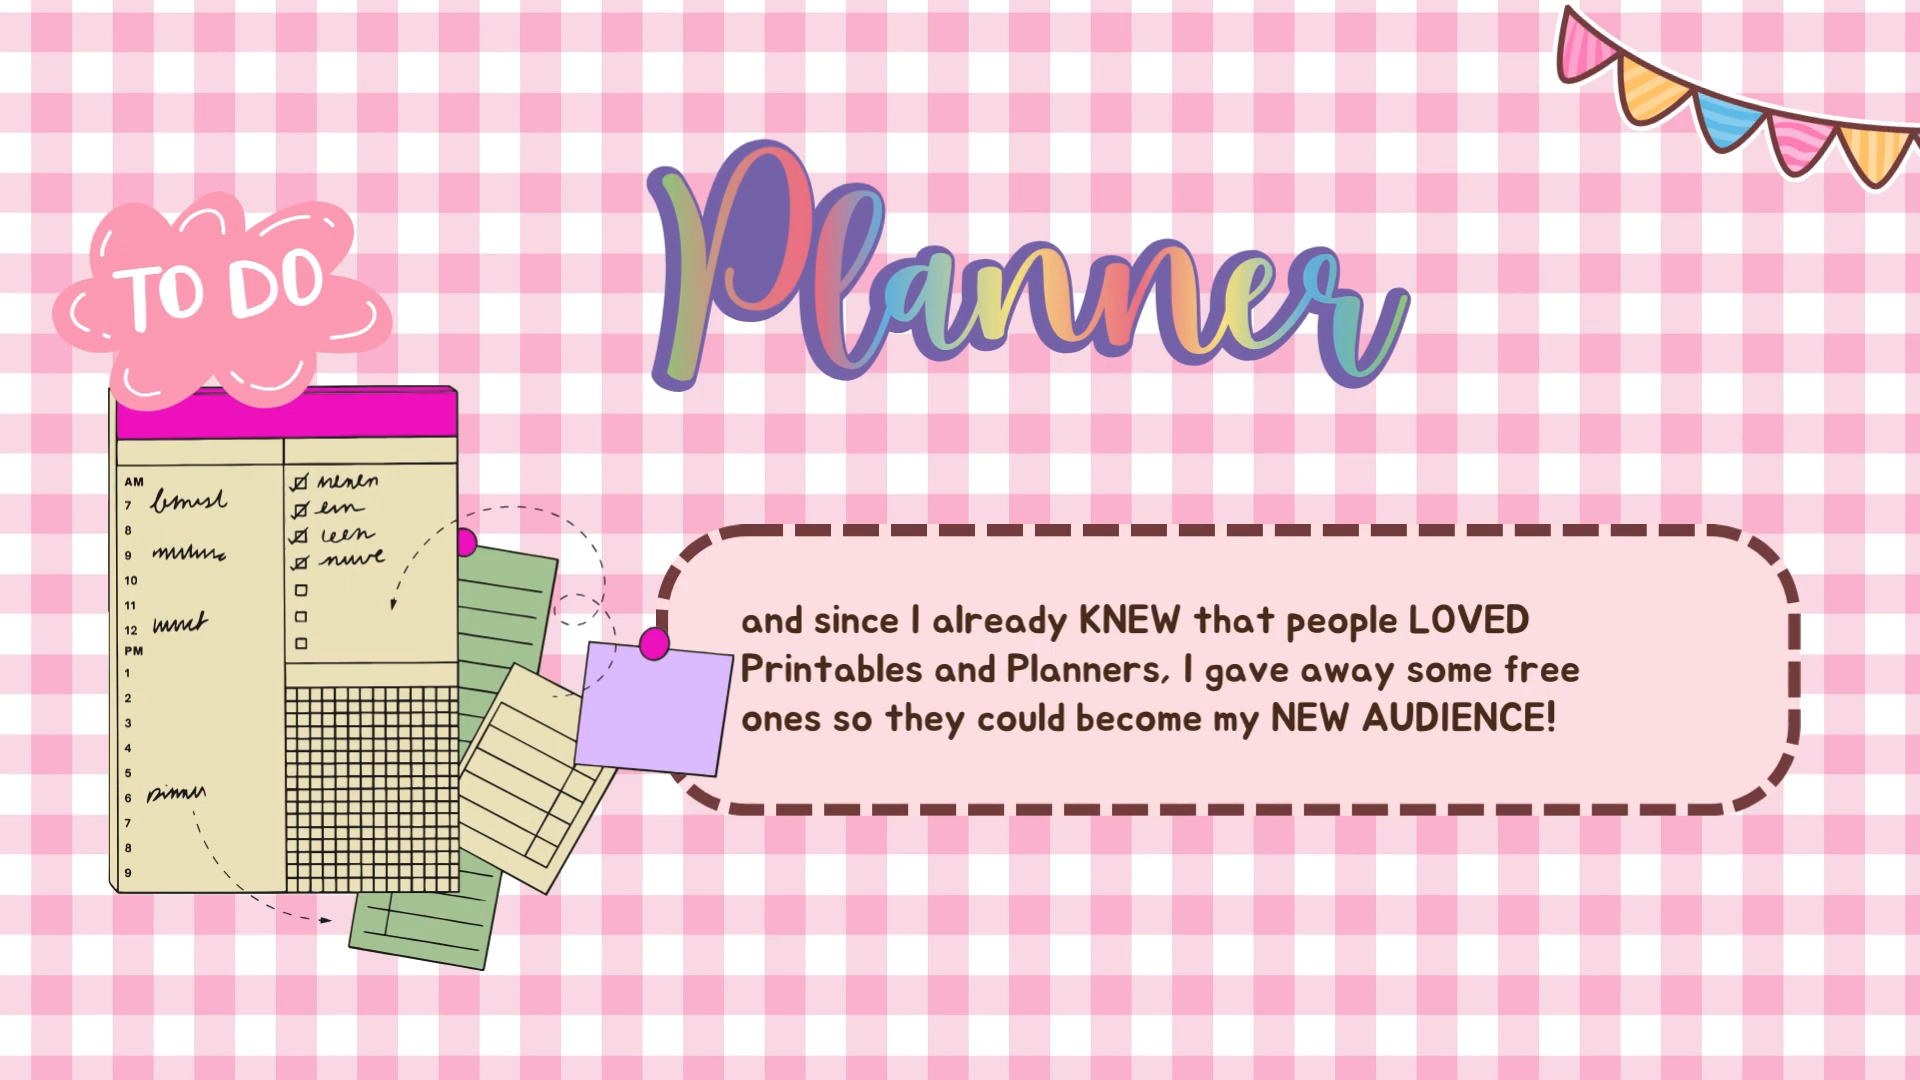 Planner
TO DO
AM
7
8
9
10
11
12
PM
1
2
3
4
5
6
7
8
9
and since I already KNEW that people LOVED
Printables and Planners, I gave away some free
ones so they could become my NEW AUDIENCE!